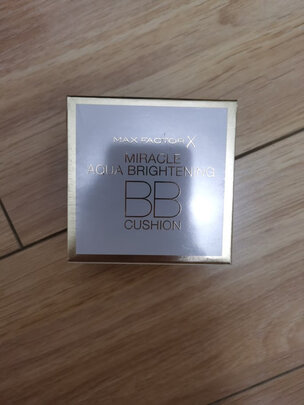 MAX FACTOR X
MIRACLE
AQUA BRIGHTENING
BB
CUSHION